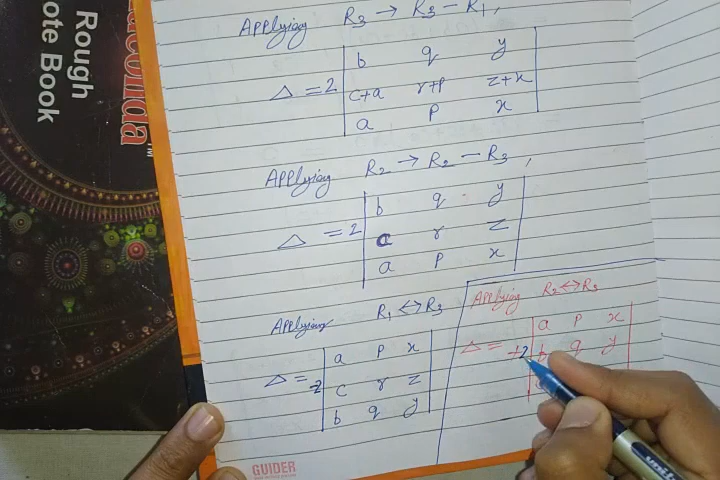 Rough
Note Book
Applying R3 → R3 - R1,
Δ = 2 | b q y |
| c+a r+p z+x |
| a p x |
Applying R2 → R2 - R3,
Δ = 2 | b q y |
| c r z |
| a p x |
Applying R1 ↔ R3
Δ = -2 | a p x |
| c r z |
| b q y |
Applying R2 ↔ R3
Δ = +2 | a p x |
| b q y |
GUIDER